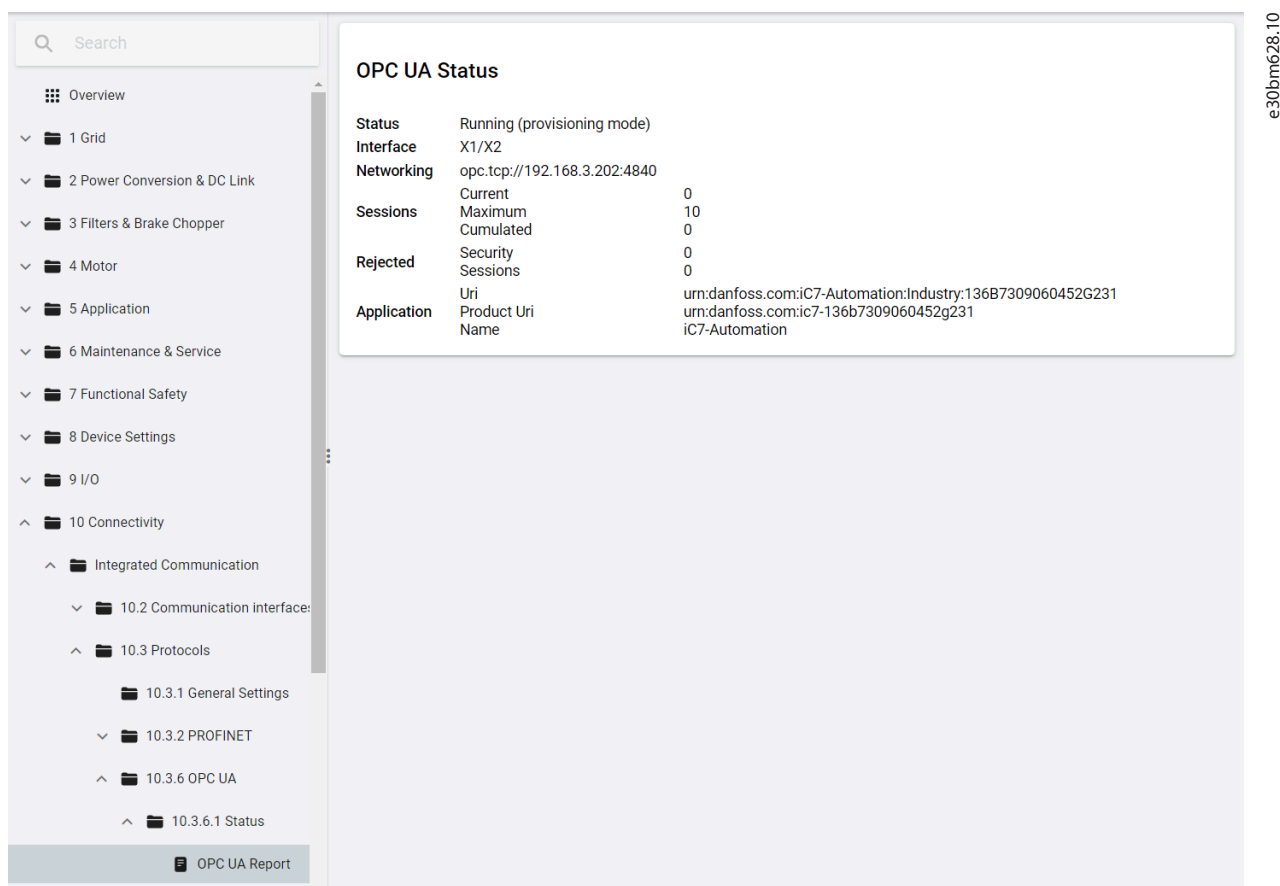 Search
Overview
1 Grid
2 Power Conversion & DC Link
3 Filters & Brake Chopper
4 Motor
5 Application
6 Maintenance & Service
7 Functional Safety
8 Device Settings
9 I/O
10 Connectivity
Integrated Communication
10.2 Communication interfaces
10.3 Protocols
10.3.1 General Settings
10.3.2 PROFINET
10.3.6 OPC UA
10.3.6.1 Status
OPC UA Report
OPC UA Status
Status Running (provisioning mode)
Interface X1/X2
Networking opc.tcp://192.168.3.202:4840
Sessions
Current 0
Maximum 10
Cumulated 0
Rejected
Security 0
Sessions 0
Application
Uri urn:danfoss.com:iC7-Automation:Industry:136B7309060452G231
Product Uri urn:danfoss.com:ic7-136b7309060452g231
Name iC7-Automation
e30bm628.10